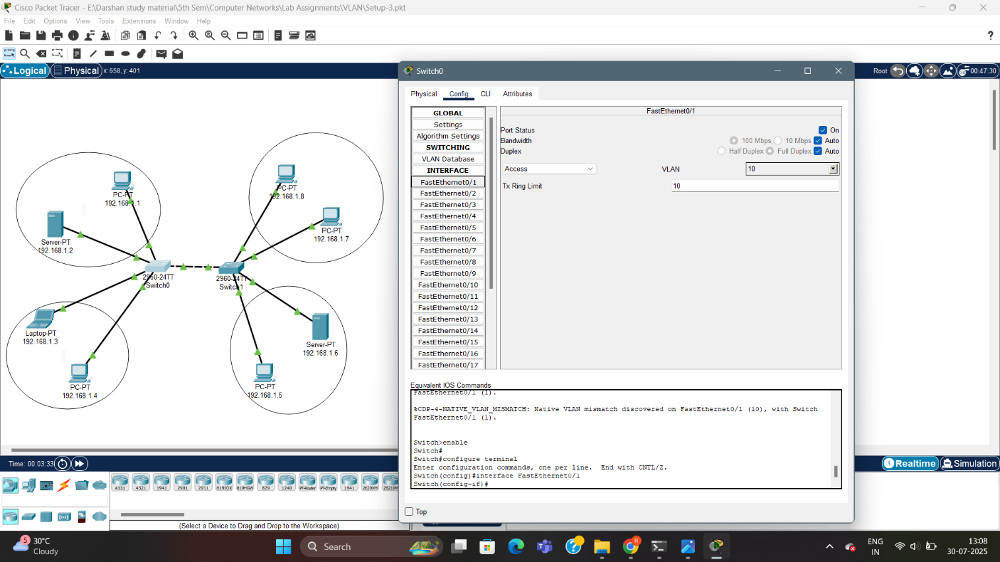 Cisco Packet Tracer - E:\Darshan study material\5th Sem\Computer Networks\Lab Assignments\VLAN\Setup-3.pkt
File Edit Options View Tools Extensions Window Help
Logical Physical x: 658, y: 401
Root 00:47:30
Switch0
Physical Config CLI Attributes
GLOBAL
Settings
Algorithm Settings
SWITCHING
VLAN Database
INTERFACE
FastEthernet0/1
FastEthernet0/2
FastEthernet0/3
FastEthernet0/4
FastEthernet0/5
FastEthernet0/6
FastEthernet0/7
FastEthernet0/8
FastEthernet0/9
FastEthernet0/10
FastEthernet0/11
FastEthernet0/12
FastEthernet0/13
FastEthernet0/14
FastEthernet0/15
FastEthernet0/16
FastEthernet0/17
FastEthernet0/1
Port Status On
Bandwidth 100 Mbps 10 Mbps Auto
Duplex Half Duplex Full Duplex Auto
Access VLAN 10
Tx Ring Limit 10
Equivalent IOS Commands
FastEthernet0/1 (1).
%CDP-4-NATIVE_VLAN_MISMATCH: Native VLAN mismatch discovered on FastEthernet0/1 (10), with Switch
FastEthernet0/1 (1).
Switch>enable
Switch#
Switch#configure terminal
Enter configuration commands, one per line. End with CNTL/Z.
Switch(config)#interface FastEthernet0/1
Switch(config-if)#
Top
PC-PT
192.168.1.1
Server-PT
192.168.1.2
PC-PT
192.168.1.8
PC-PT
192.168.1.7
2960-24TT
Switch0
2960-24TT
Switch1
Laptop-PT
192.168.1.3
PC-PT
192.168.1.4
Server-PT
192.168.1.6
PC-PT
192.168.1.5
Time: 00:03:33
Realtime Simulation
4331 4321 1941 2901 2911 819IOX 819HGW 829 1240 PT-Router PT-Empty 1841 2620XM 2621XM
(Select a Device to Drag and Drop to the Workspace)
5
30°C
Cloudy
Search
R
ENG
IN
13:08
30-07-2025